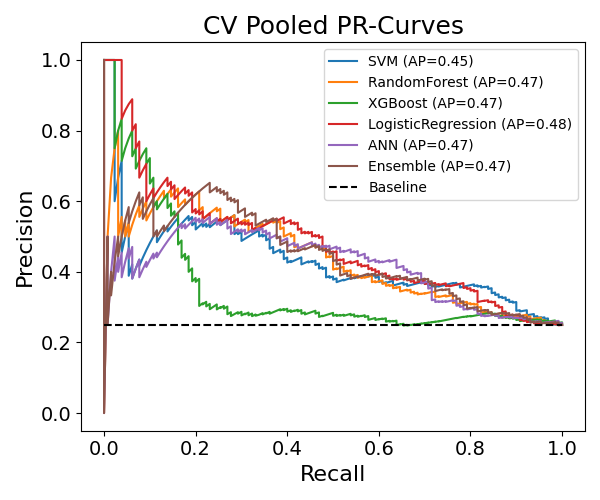 CV Pooled PR-Curves
1.0
0.8
0.6
0.4
0.2
0.0
Precision
SVM (AP=0.45)
RandomForest (AP=0.47)
XGBoost (AP=0.47)
LogisticRegression (AP=0.48)
ANN (AP=0.47)
Ensemble (AP=0.47)
Baseline
0.0 0.2 0.4 0.6 0.8 1.0
Recall